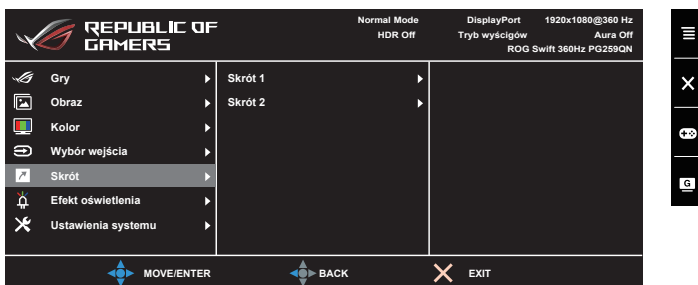 REPUBLIC OF
GAMERS
Normal Mode DisplayPort 1920x1080@360 Hz
HDR Off Tryb wyścigów Aura Off
ROG Swift 360Hz PG259QN
Gry
Obraz
Kolor
Wybór wejścia
Skrót
Efekt oświetlenia
Ustawienia systemu
Skrót 1
Skrót 2
MOVE/ENTER BACK EXIT
G